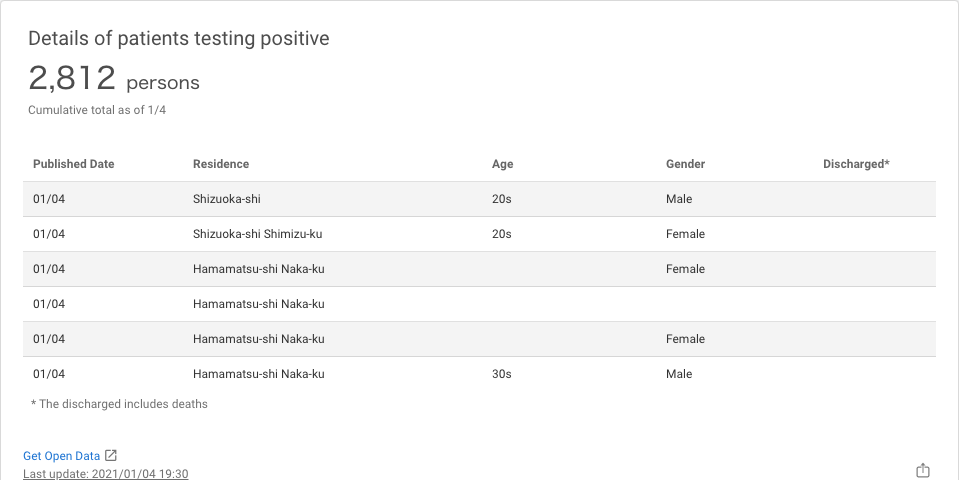 Details of patients testing positive
2,812 persons
Cumulative total as of 1/4
Published Date Residence Age Gender Discharged*
01/04 Shizuoka-shi 20s Male
01/04 Shizuoka-shi Shimizu-ku 20s Female
01/04 Hamamatsu-shi Naka-ku Female
01/04 Hamamatsu-shi Naka-ku
01/04 Hamamatsu-shi Naka-ku Female
01/04 Hamamatsu-shi Naka-ku 30s Male
* The discharged includes deaths
Get Open Data
Last update: 2021/01/04 19:30